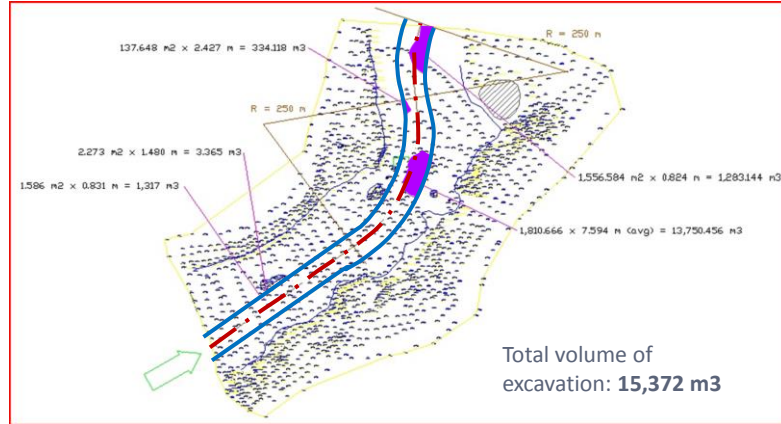 R = 250 m
137.648 m2 x 2.427 m = 334.118 m3
R = 250 m
2.273 m2 x 1.480 m = 3.365 m3
1.586 m2 x 0.831 m = 1,317 m3
1,556.584 m2 x 0.824 m = 1,283.144 m3
1,810.666 x 7.594 m (avg) = 13,750.456 m3
Total volume of
excavation: 15,372 m3